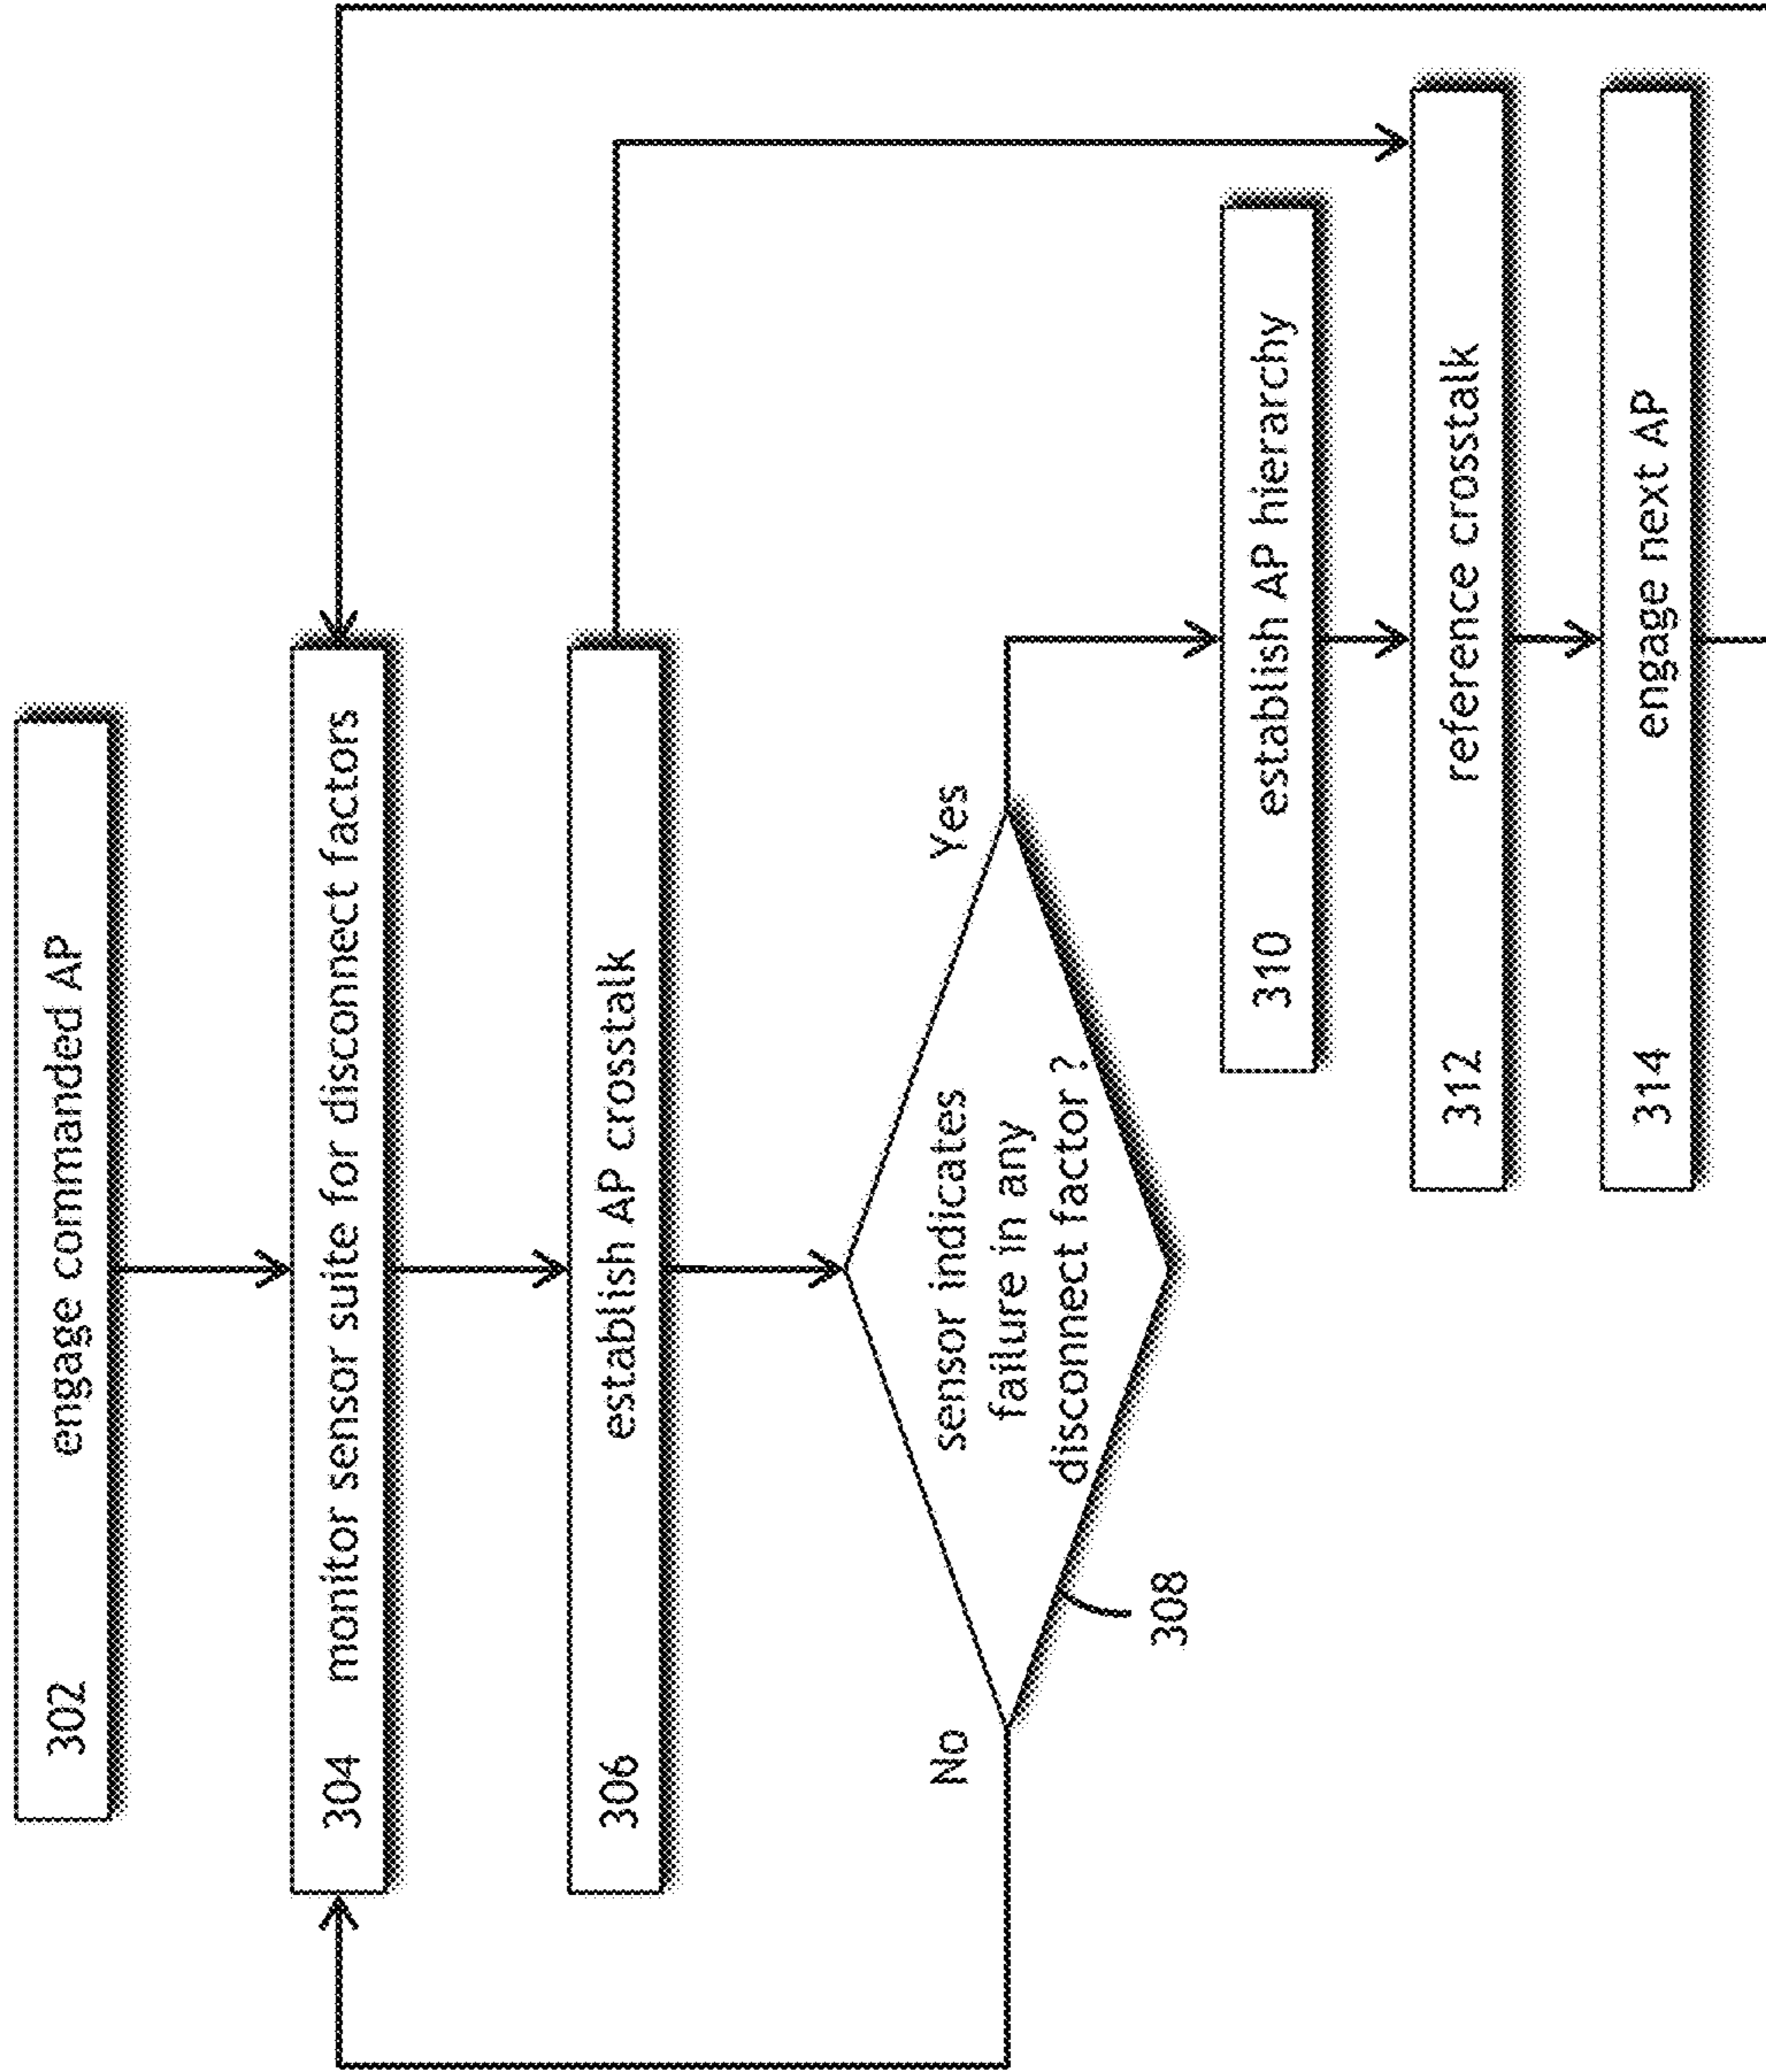 302 engage commanded AP
304 monitor sensor suite for disconnect factors
306 establish AP crosstalk
sensor indicates
failure in any
disconnect factor ?
No
Yes
308
310 establish AP hierarchy
312 reference crosstalk
314 engage next AP